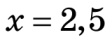 x = 2,5